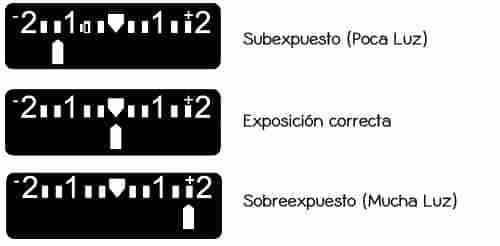 -2 1 1 +2
Subexpuesto (Poca Luz)
-2 1 1 +2
Exposición correcta
-2 1 1 +2
Sobreexpuesto (Mucha Luz)